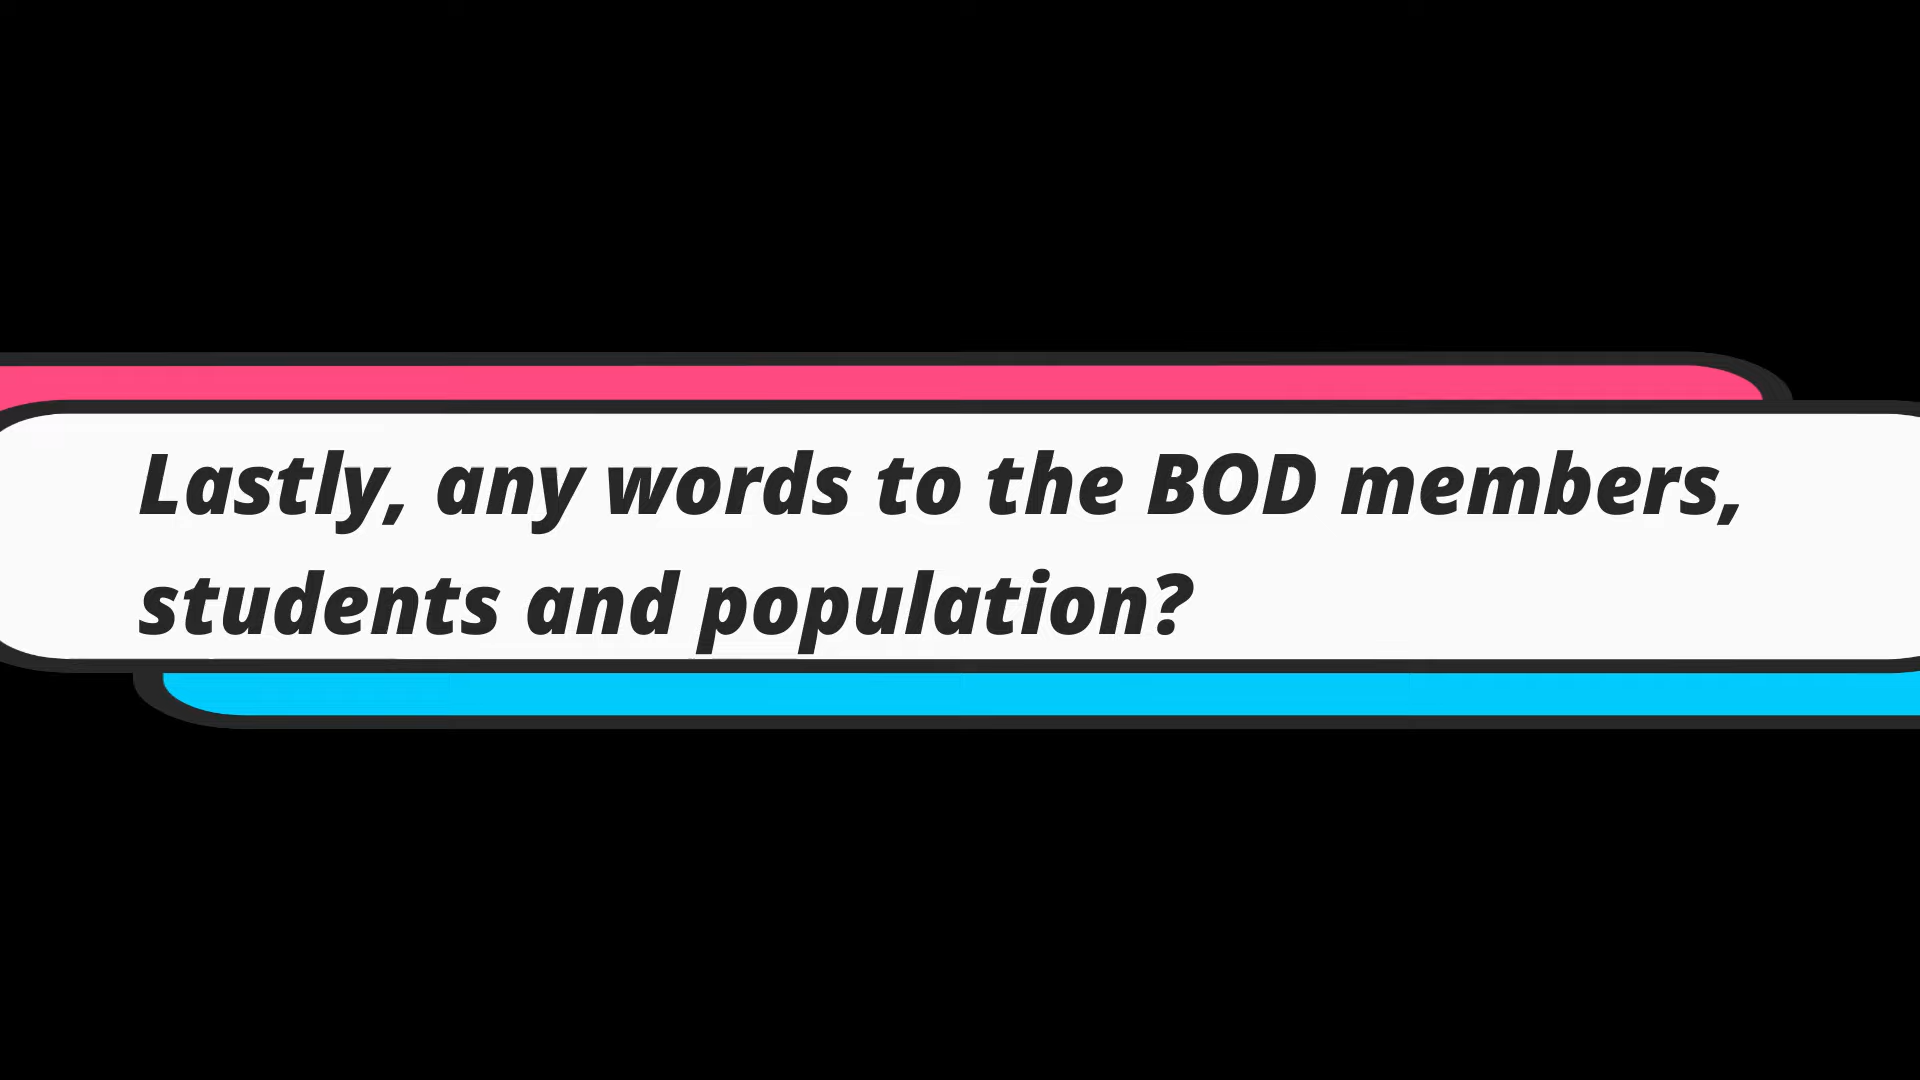 Lastly, any words to the BOD members,
students and population?